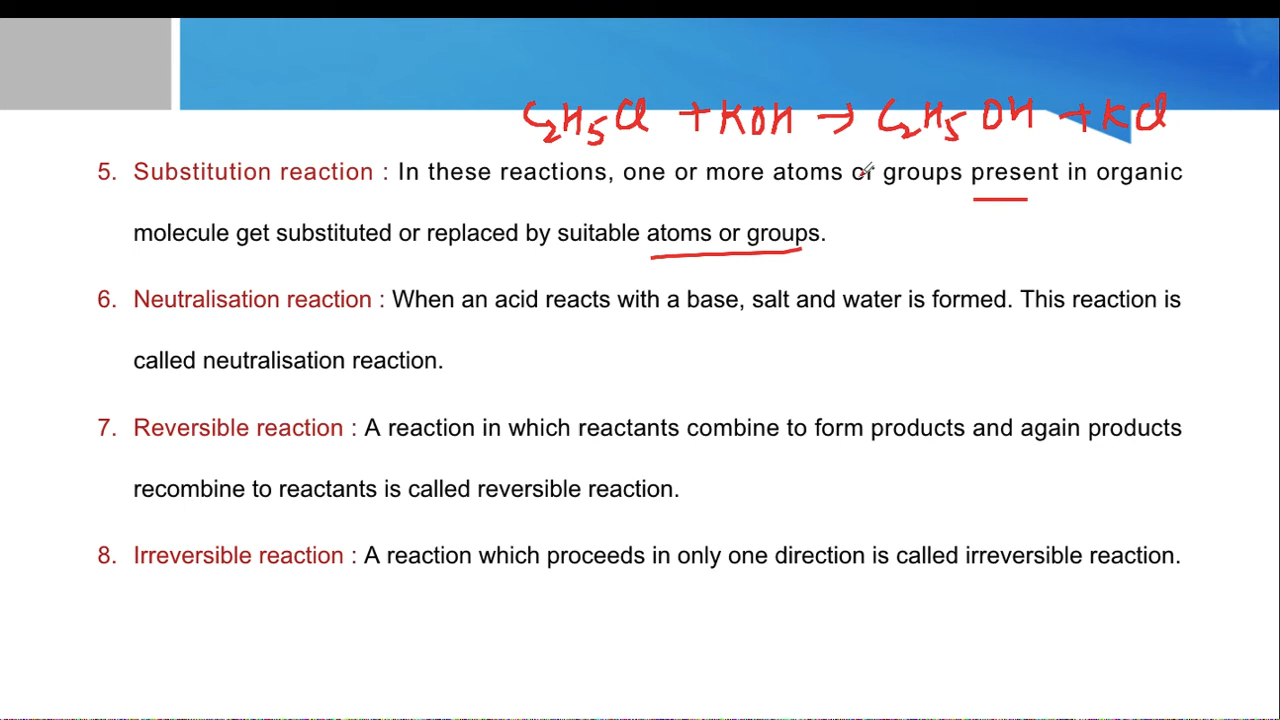 C2H5Cl + KOH → C2H5OH + KCl
5. Substitution reaction : In these reactions, one or more atoms or groups present in organic
molecule get substituted or replaced by suitable atoms or groups.
6. Neutralisation reaction : When an acid reacts with a base, salt and water is formed. This reaction is
called neutralisation reaction.
7. Reversible reaction : A reaction in which reactants combine to form products and again products
recombine to reactants is called reversible reaction.
8. Irreversible reaction : A reaction which proceeds in only one direction is called irreversible reaction.